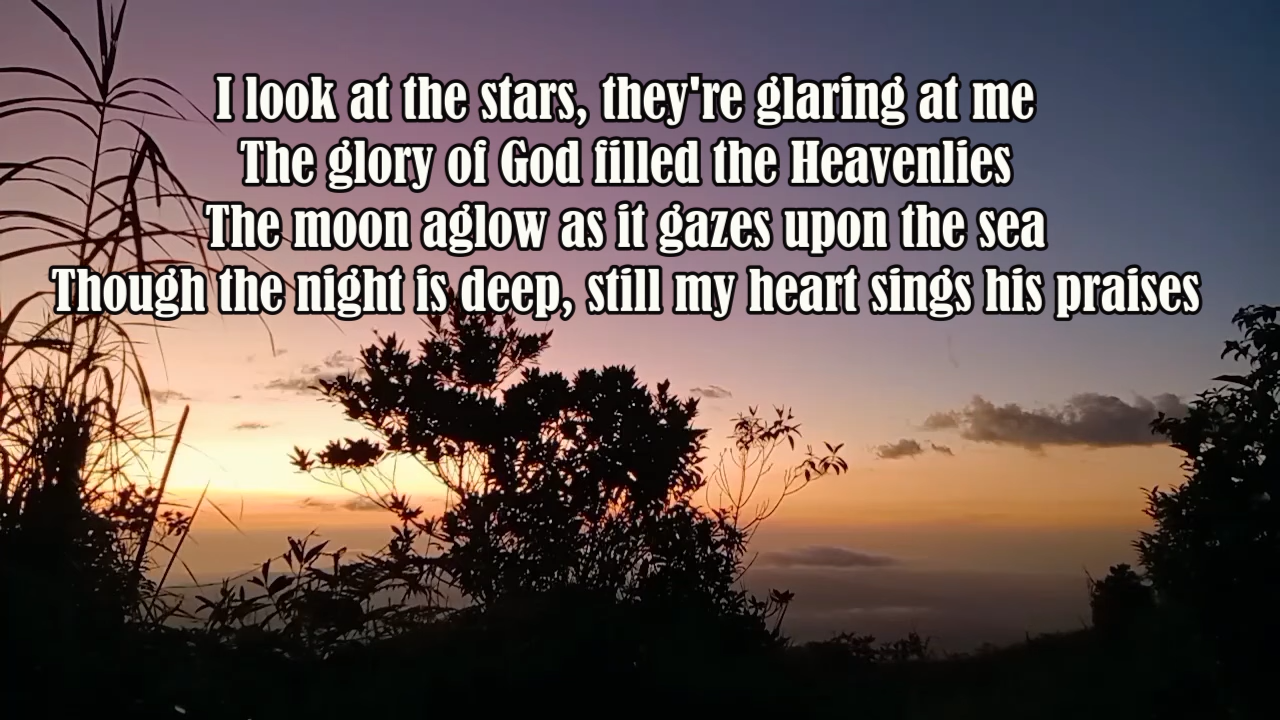 I look at the stars, they're glaring at me
The glory of God filled the Heavenlies
The moon aglow as it gazes upon the sea
Though the night is deep, still my heart sings his praises